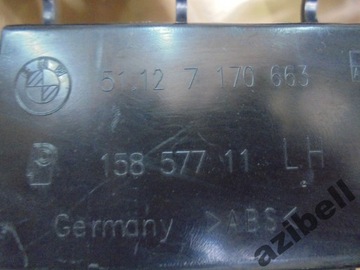 51.12 7 170 663
158 577 11 LH
Germany >ABS<
azibell